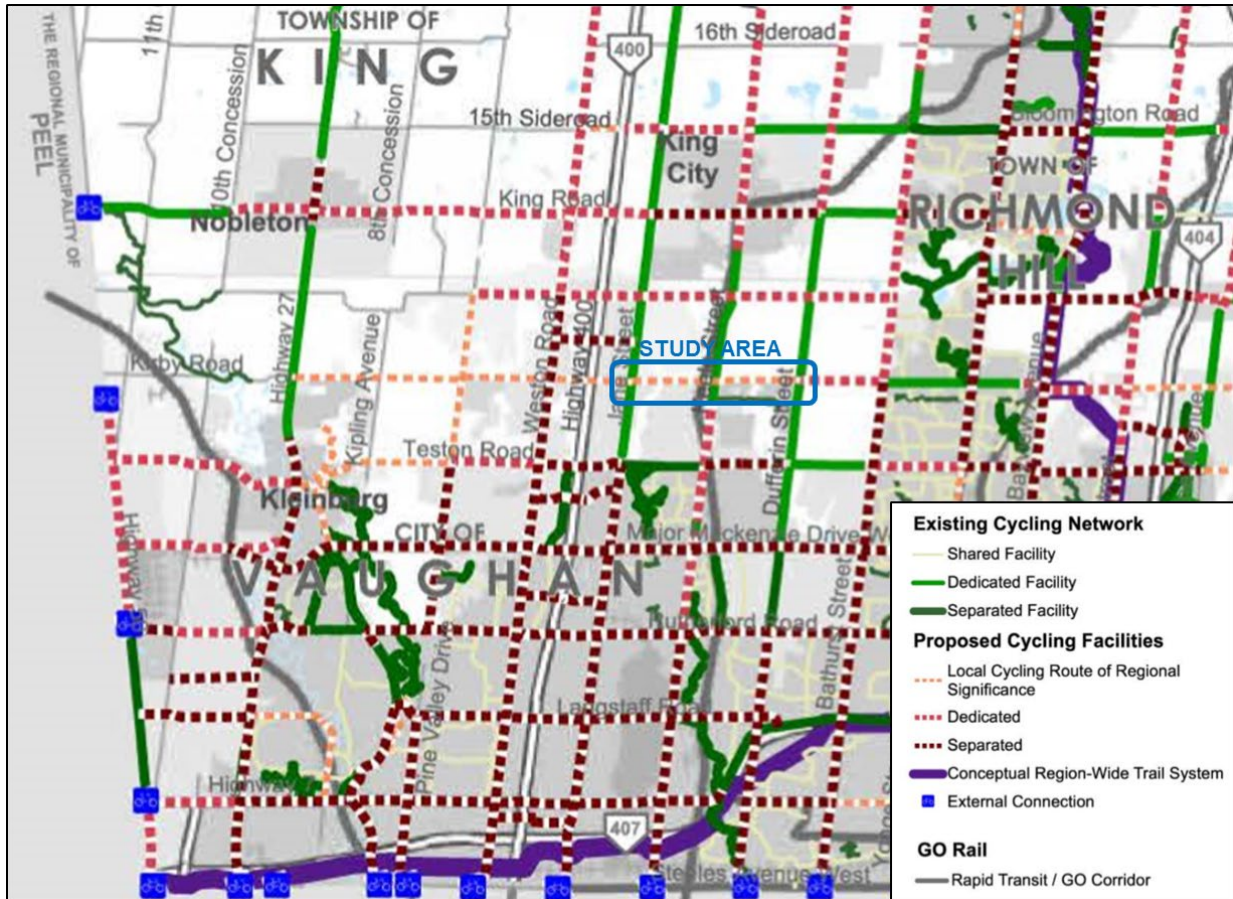 TOWNSHIP OF
KING
THE REGIONAL MUNICIPALITY OF
PEEL
11th
10th Concession
8th Concession
400
16th Sideroad
15th Sideroad
King
City
Bloomington Road
TOWN OF
RICHMOND
HILL
King Road
Nobleton
404
Highway 27
Kipling Avenue
Weston Road
Highway 400
Jane Street
STUDY AREA
Street
Dufferin Street
Kirby Road
Teston Road
Kleinburg
CITY OF
VAUGHAN
Major Mackenzie Drive
Rutherford Road
Bathurst Street
Pine Valley Drive
Langstaff Road
Highway
407
Steeles Avenue West
Existing Cycling Network
Shared Facility
Dedicated Facility
Separated Facility
Proposed Cycling Facilities
Local Cycling Route of Regional
Significance
Dedicated
Separated
Conceptual Region-Wide Trail System
External Connection
GO Rail
Rapid Transit / GO Corridor